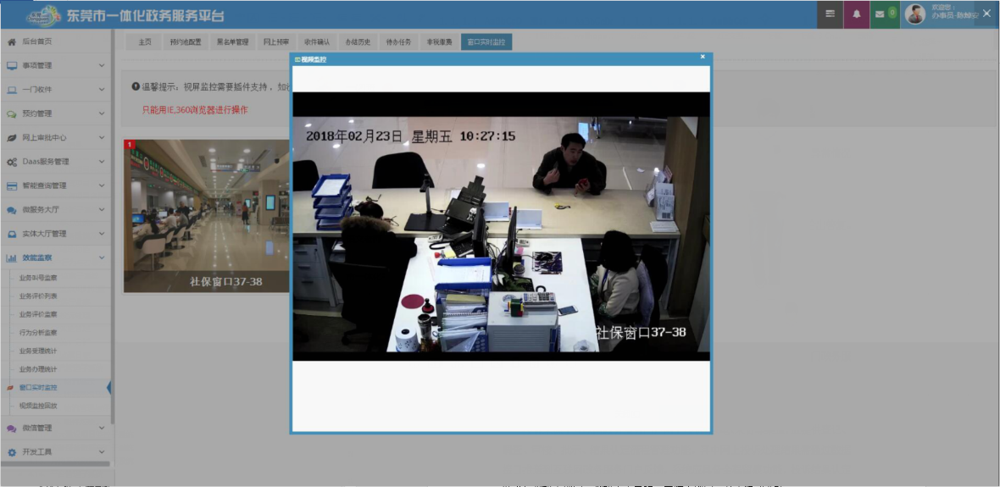 东莞市一体化政务服务平台
0
欢迎您：
后台首页
事项管理
一门收件
预约管理
网上审批中心
Daas服务管理
智能查询管理
微服务大厅
实体大厅管理
效能监察
业务叫号监察
业务评价列表
业务评价监察
行为分析监察
业务受理统计
业务办理统计
窗口实时监控
视频监控回放
微信管理
开发工具
主页
预约池配置
黑名单管理
网上预审
收件确认
办结历史
待办任务
非税缴费
窗口实时监控
温馨提示：视屏监控需要插件支持，如
只能用IE,360浏览器进行操作
1
社保窗口37-38
视频监控
2018年02月23日 星期五 10:27:15
社保窗口37-38